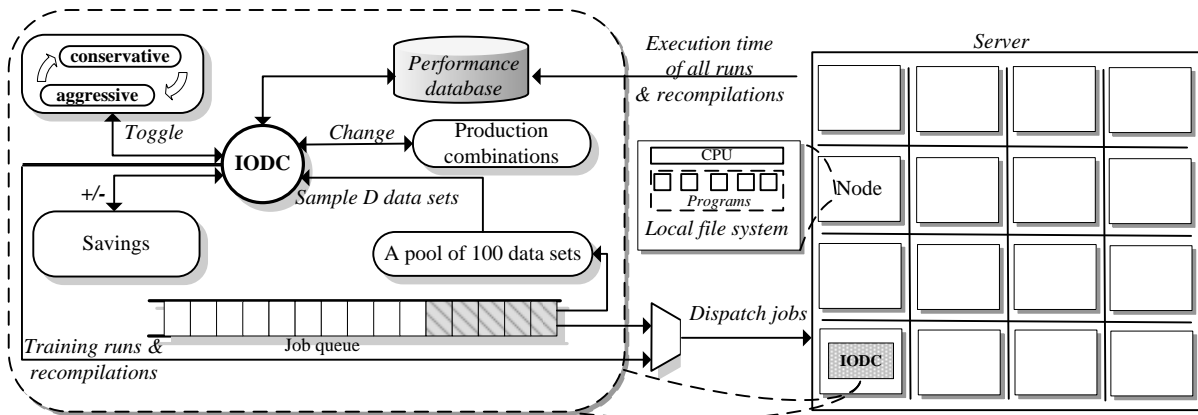 conservative
aggressive
Toggle
IODC
+/-
Savings
Performance
database
Change
Production
combinations
Sample D data sets
A pool of 100 data sets
Job queue
Training runs &
recompilations
Execution time
of all runs
& recompilations
CPU
Programs
Local file system
Dispatch jobs
Server
Node
IODC